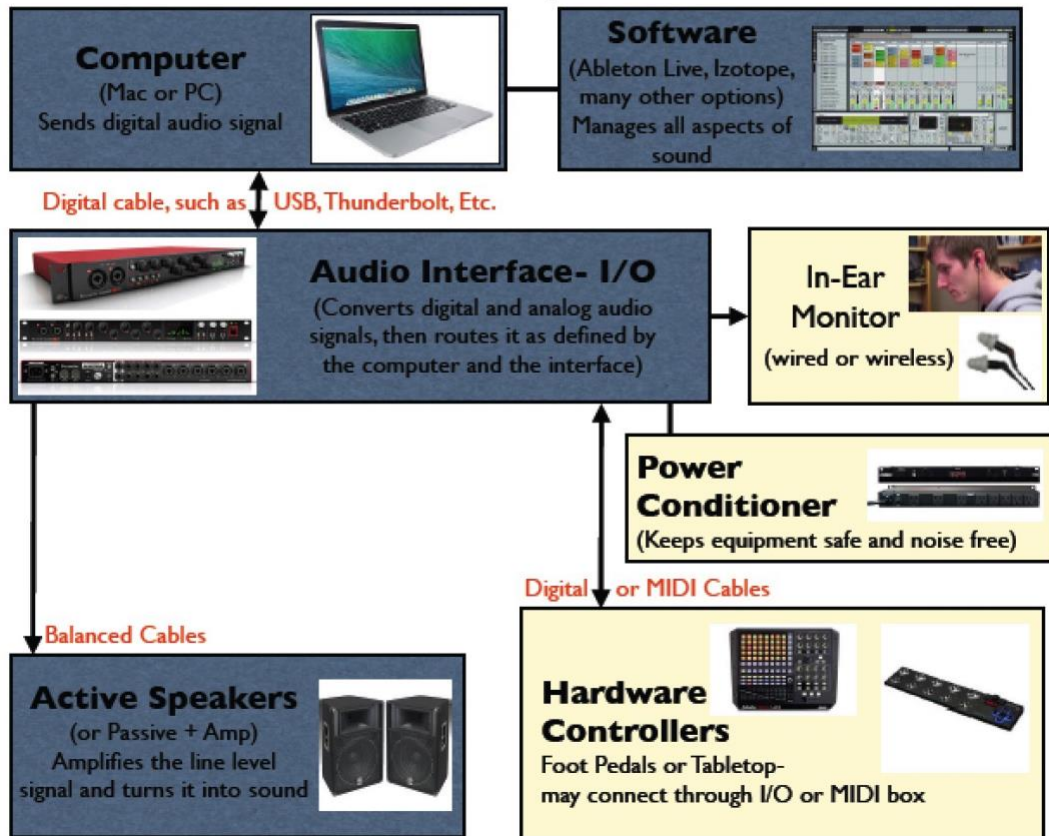 Computer
(Mac or PC)
Sends digital audio signal
Software
(Ableton Live, Izotope,
many other options)
Manages all aspects of
sound
Digital cable, such as USB, Thunderbolt, Etc.
Audio Interface- I/O
(Converts digital and analog audio
signals, then routes it as defined by
the computer and the interface)
In-Ear
Monitor
(wired or wireless)
Power
Conditioner
(Keeps equipment safe and noise free)
Digital or MIDI Cables
Balanced Cables
Active Speakers
(or Passive + Amp)
Amplifies the line level
signal and turns it into sound
Hardware
Controllers
Foot Pedals or Tabletop-
may connect through I/O or MIDI box